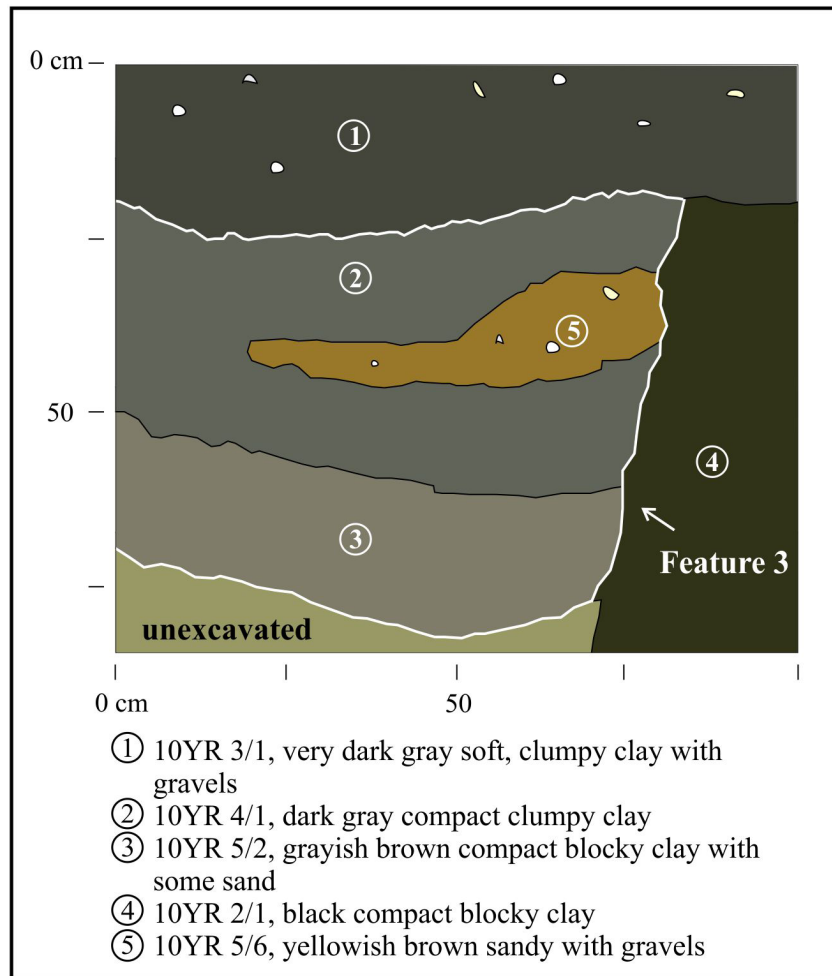 0 cm
①
②
⑤
50
④
③
Feature 3
unexcavated
0 cm
50
① 10YR 3/1, very dark gray soft, clumpy clay with
gravels
② 10YR 4/1, dark gray compact clumpy clay
③ 10YR 5/2, grayish brown compact blocky clay with
some sand
④ 10YR 2/1, black compact blocky clay
⑤ 10YR 5/6, yellowish brown sandy with gravels